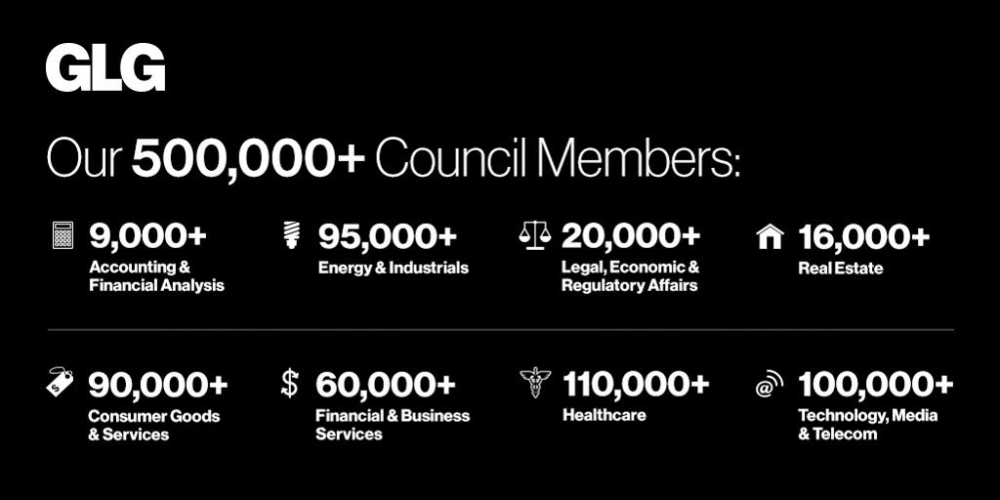 GLG
Our 500,000+ Council Members:
9,000+
Accounting &
Financial Analysis
95,000+
Energy & Industrials
20,000+
Legal, Economic &
Regulatory Affairs
16,000+
Real Estate
90,000+
Consumer Goods
& Services
60,000+
Financial & Business
Services
110,000+
Healthcare
100,000+
Technology, Media
& Telecom